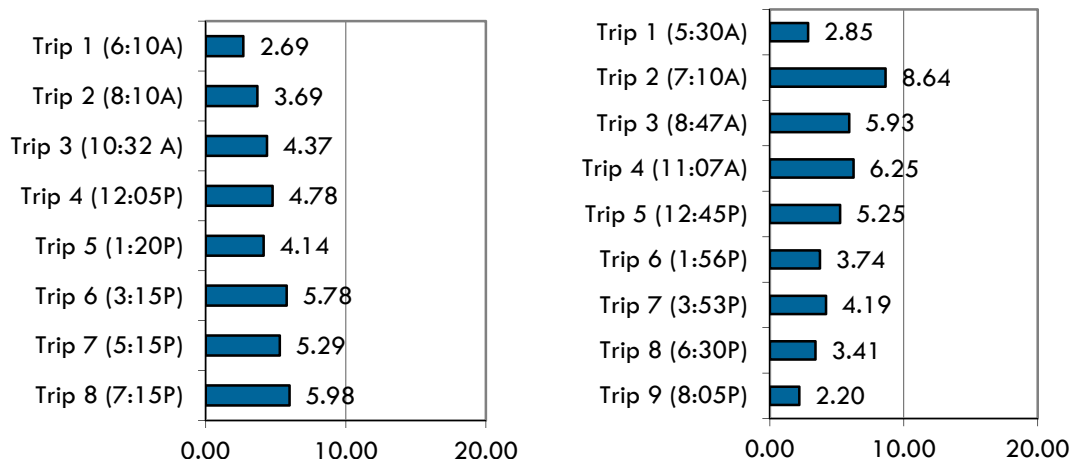 Trip 1 (6:10A) 2.69
Trip 2 (8:10A) 3.69
Trip 3 (10:32 A) 4.37
Trip 4 (12:05P) 4.78
Trip 5 (1:20P) 4.14
Trip 6 (3:15P) 5.78
Trip 7 (5:15P) 5.29
Trip 8 (7:15P) 5.98
0.00 10.00 20.00
Trip 1 (5:30A) 2.85
Trip 2 (7:10A) 8.64
Trip 3 (8:47A) 5.93
Trip 4 (11:07A) 6.25
Trip 5 (12:45P) 5.25
Trip 6 (1:56P) 3.74
Trip 7 (3:53P) 4.19
Trip 8 (6:30P) 3.41
Trip 9 (8:05P) 2.20
0.00 10.00 20.00